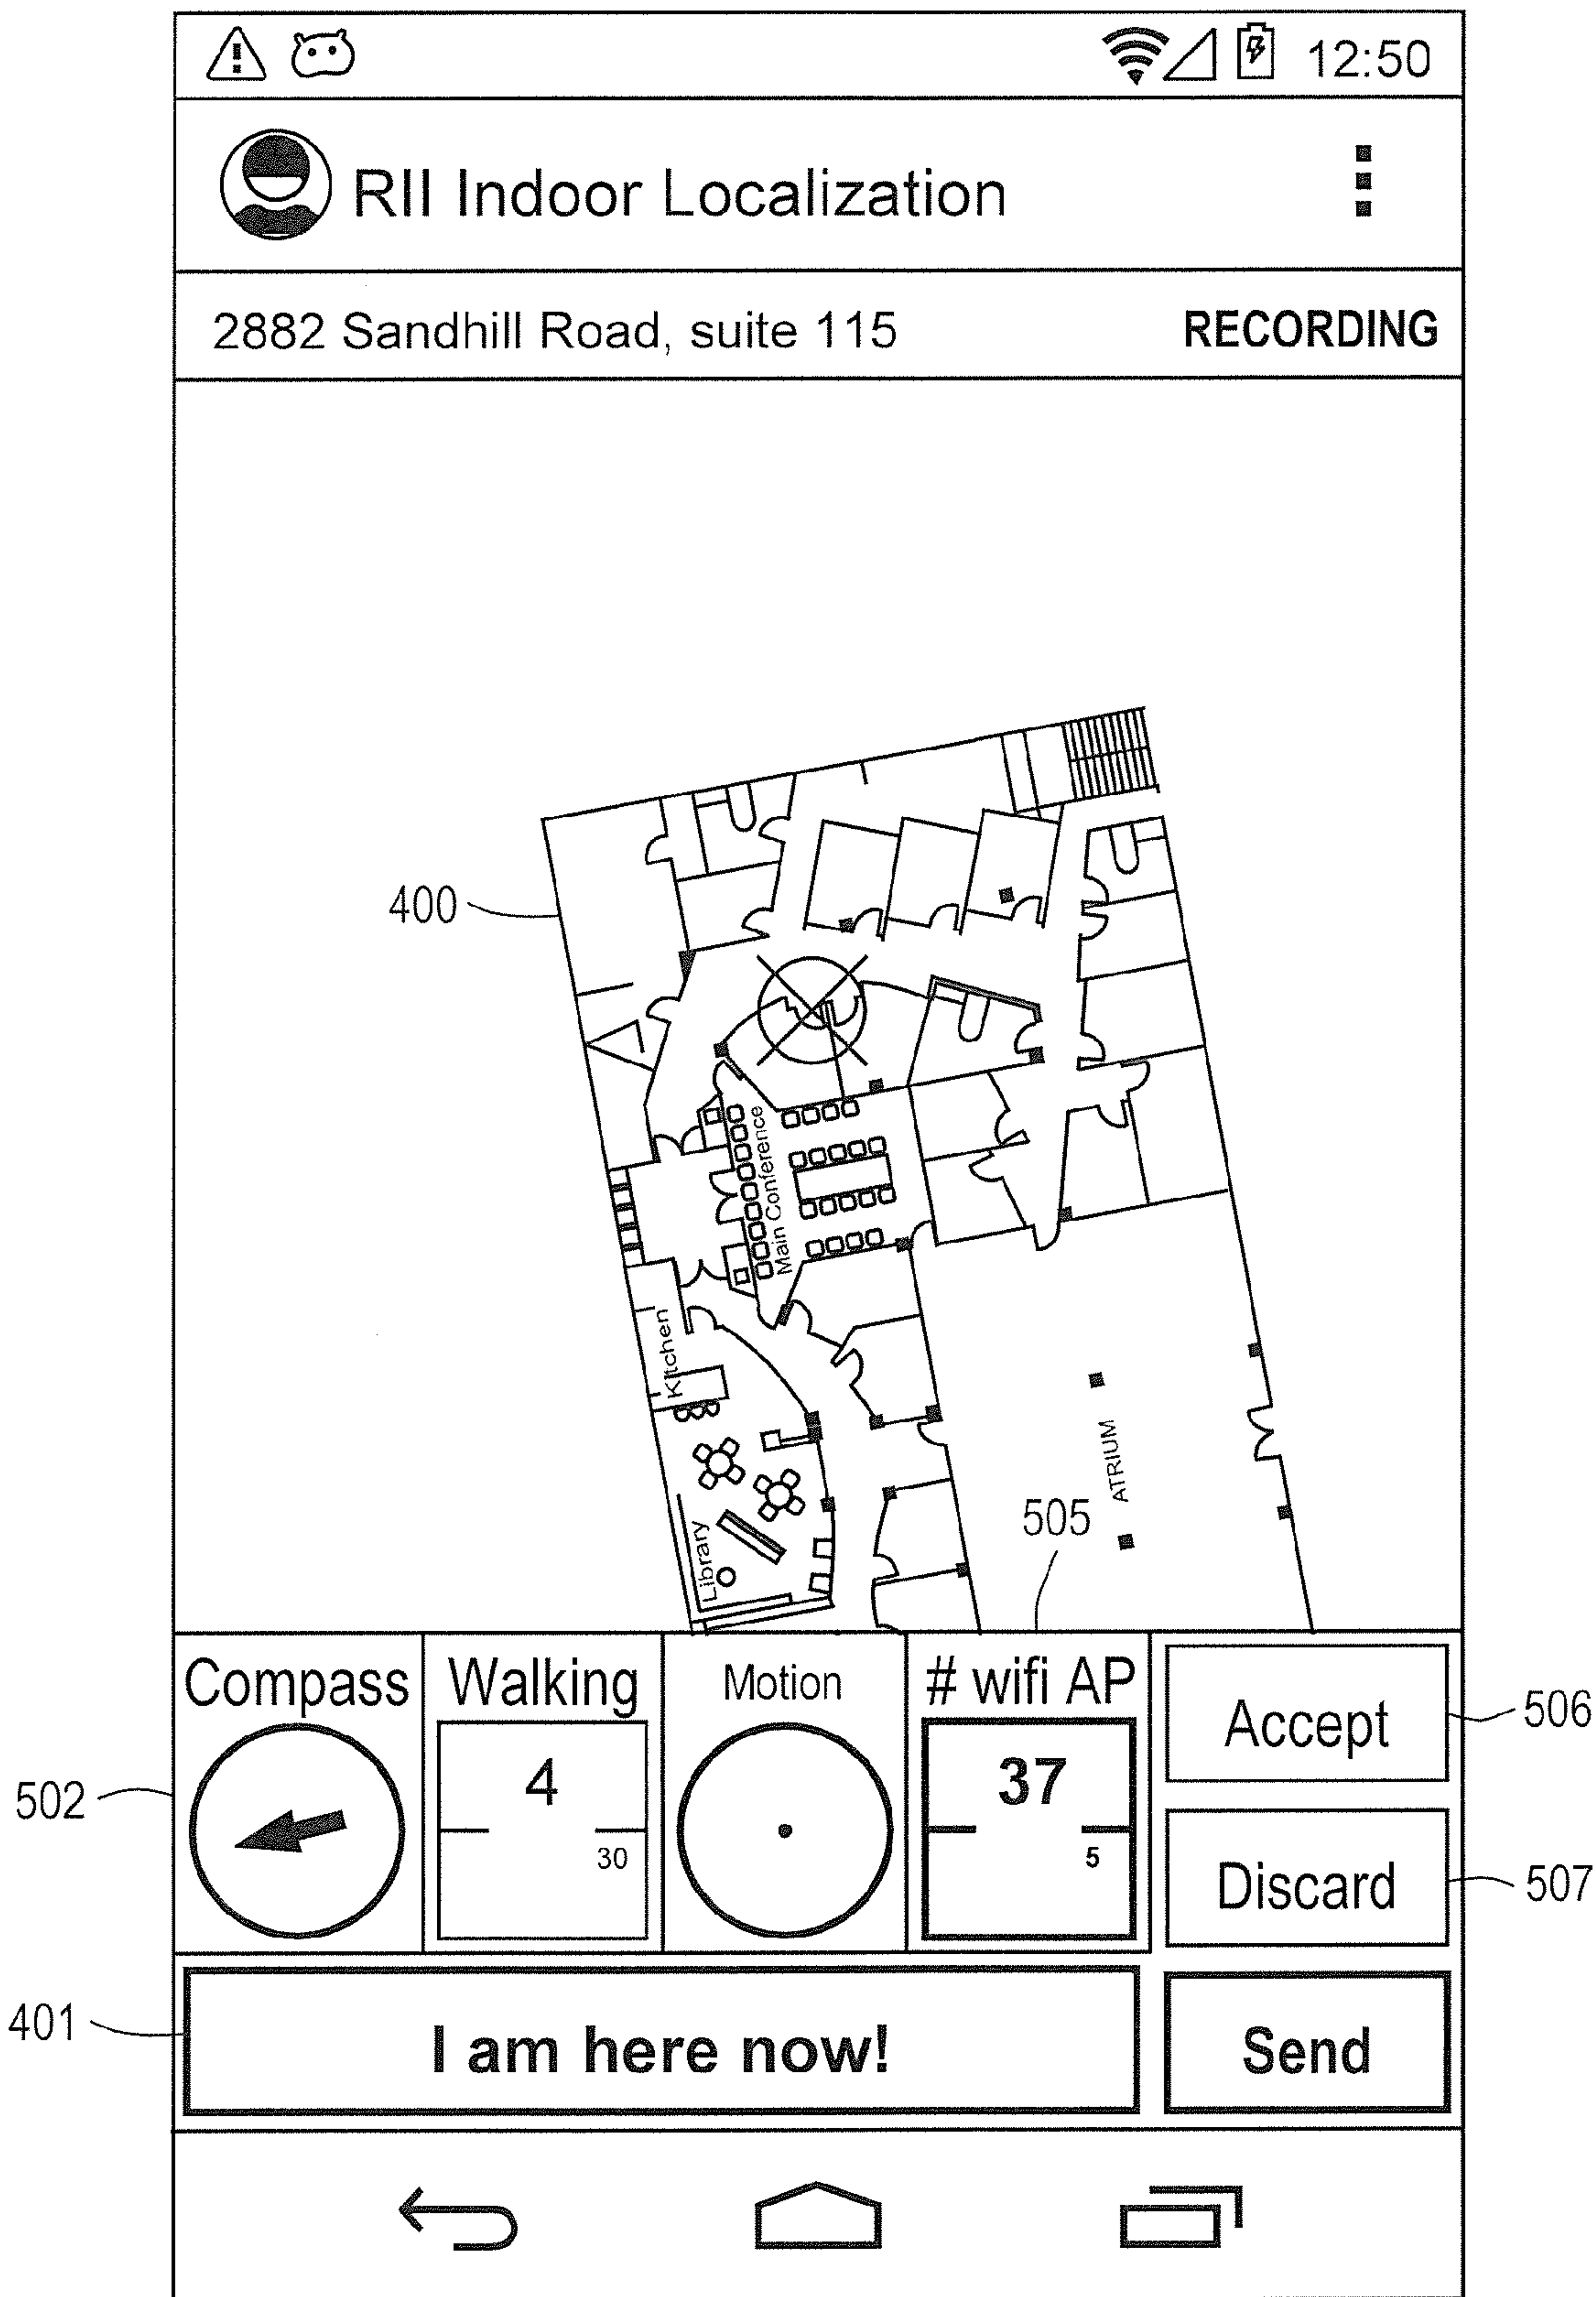 12:50
RII Indoor Localization
2882 Sandhill Road, suite 115 RECORDING
400
Main Conference
Kitchen
Library
ATRIUM
505
Compass Walking Motion # wifi AP
4 37
30 5
Accept
506
Discard
507
502
401
I am here now! Send